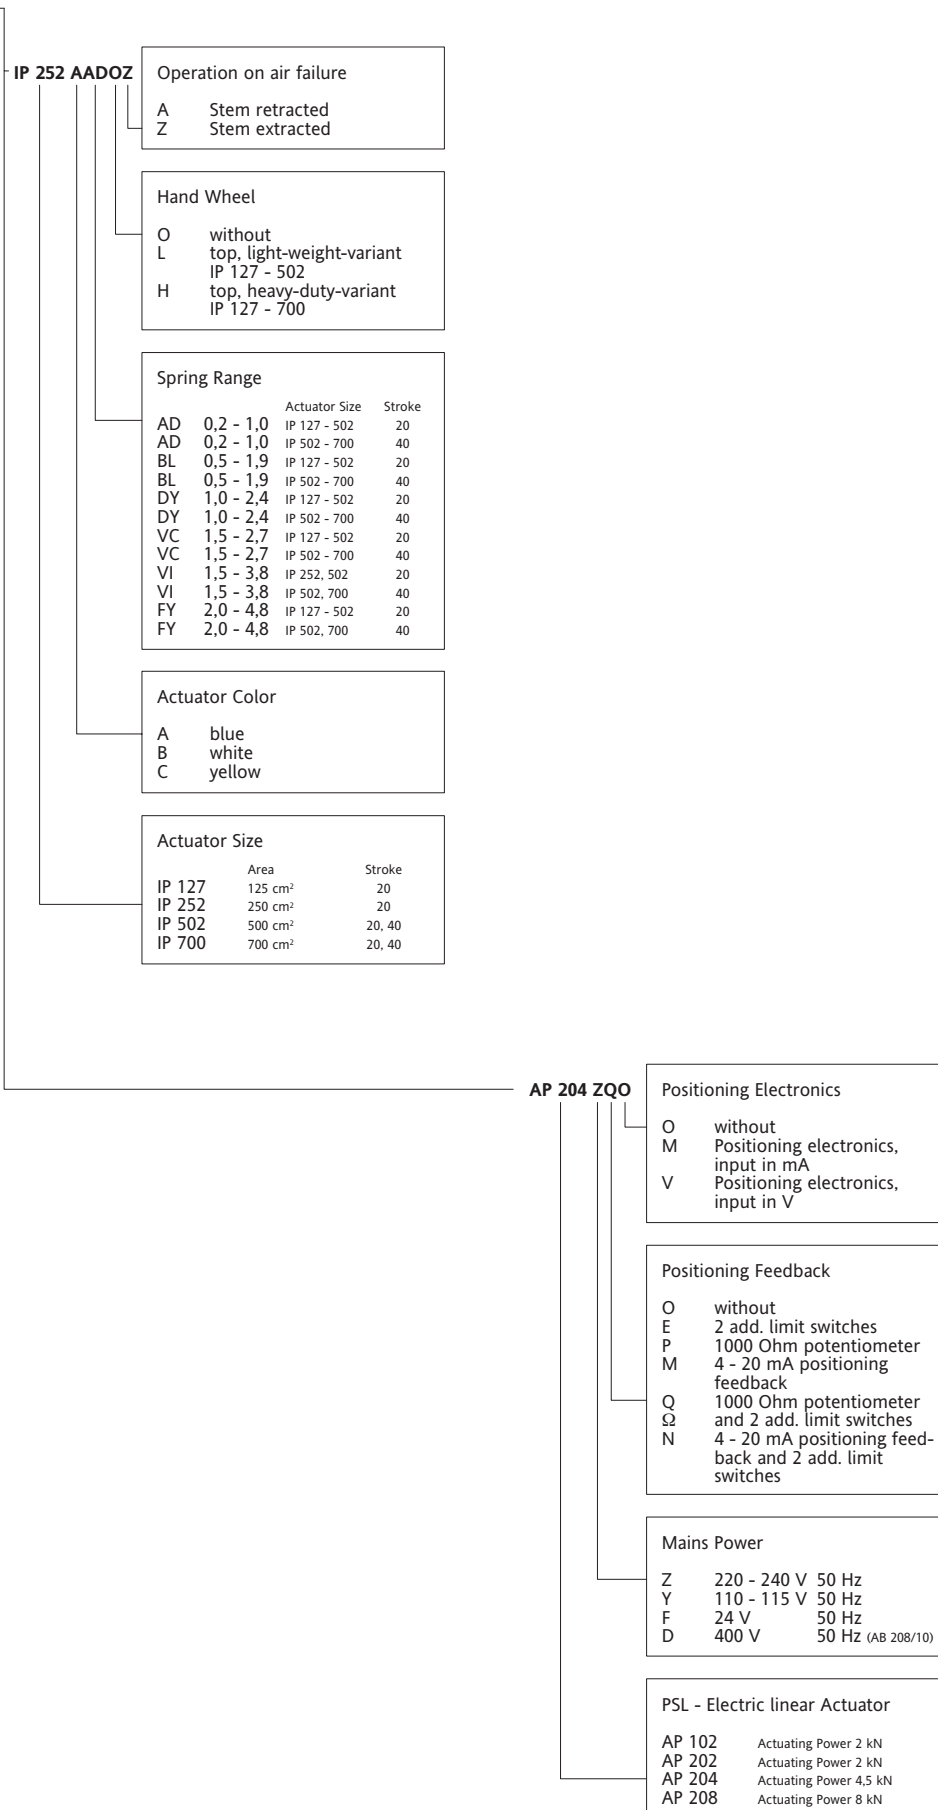 IP 252 AADOZ
Operation on air failure
A Stem retracted
Z Stem extracted
Hand Wheel
O without
L top, light-weight-variant
IP 127 - 502
H top, heavy-duty-variant
IP 127 - 700
Spring Range
Actuator Size Stroke
AD 0,2 - 1,0 IP 127 - 502 20
AD 0,2 - 1,0 IP 502 - 700 40
BL 0,5 - 1,9 IP 127 - 502 20
BL 0,5 - 1,9 IP 502 - 700 40
DY 1,0 - 2,4 IP 127 - 502 20
DY 1,0 - 2,4 IP 502 - 700 40
VC 1,5 - 2,7 IP 127 - 502 20
VC 1,5 - 2,7 IP 502 - 700 40
VI 1,5 - 3,8 IP 252, 502 20
VI 1,5 - 3,8 IP 502, 700 40
FY 2,0 - 4,8 IP 127 - 502 20
FY 2,0 - 4,8 IP 502, 700 40
Actuator Color
A blue
B white
C yellow
Actuator Size
Area Stroke
IP 127 125 cm² 20
IP 252 250 cm² 20
IP 502 500 cm² 20, 40
IP 700 700 cm² 20, 40
AP 204 ZQO
Positioning Electronics
O without
M Positioning electronics,
input in mA
V Positioning electronics,
input in V
Positioning Feedback
O without
E 2 add. limit switches
P 1000 Ohm potentiometer
M 4 - 20 mA positioning
feedback
Q 1000 Ohm potentiometer
Ω and 2 add. limit switches
N 4 - 20 mA positioning feed-
back and 2 add. limit
switches
Mains Power
Z 220 - 240 V 50 Hz
Y 110 - 115 V 50 Hz
F 24 V 50 Hz
D 400 V 50 Hz (AB 208/10)
PSL - Electric linear Actuator
AP 102 Actuating Power 2 kN
AP 202 Actuating Power 2 kN
AP 204 Actuating Power 4,5 kN
AP 208 Actuating Power 8 kN